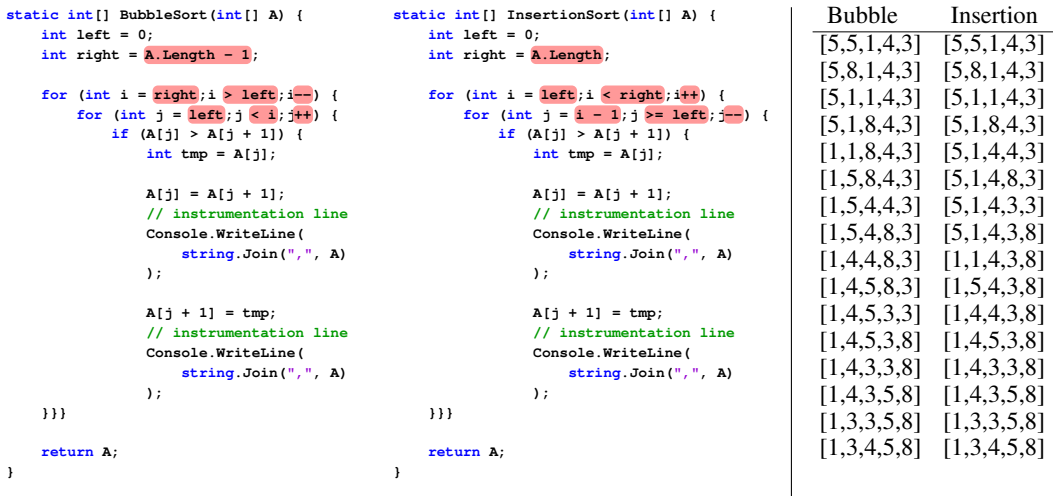 static int[] BubbleSort(int[] A) {
    int left = 0;
    int right = A.Length - 1;

    for (int i = right;i > left;i--) {
        for (int j = left;j < i;j++) {
            if (A[j] > A[j + 1]) {
                int tmp = A[j];

                A[j] = A[j + 1];
                // instrumentation line
                Console.WriteLine(
                    string.Join(",", A)
                );

                A[j + 1] = tmp;
                // instrumentation line
                Console.WriteLine(
                    string.Join(",", A)
                );
    }}}

    return A;
}
static int[] InsertionSort(int[] A) {
    int left = 0;
    int right = A.Length;

    for (int i = left;i < right;i++) {
        for (int j = i - 1;j >= left;j--) {
            if (A[j] > A[j + 1]) {
                int tmp = A[j];

                A[j] = A[j + 1];
                // instrumentation line
                Console.WriteLine(
                    string.Join(",", A)
                );

                A[j + 1] = tmp;
                // instrumentation line
                Console.WriteLine(
                    string.Join(",", A)
                );
    }}}

    return A;
}
Bubble Insertion
[5,5,1,4,3] [5,5,1,4,3]
[5,8,1,4,3] [5,8,1,4,3]
[5,1,1,4,3] [5,1,1,4,3]
[5,1,8,4,3] [5,1,8,4,3]
[1,1,8,4,3] [5,1,4,4,3]
[1,5,8,4,3] [5,1,4,8,3]
[1,5,4,4,3] [5,1,4,3,3]
[1,5,4,8,3] [5,1,4,3,8]
[1,4,4,8,3] [1,1,4,3,8]
[1,4,5,8,3] [1,5,4,3,8]
[1,4,5,3,3] [1,4,4,3,8]
[1,4,5,3,8] [1,4,5,3,8]
[1,4,3,3,8] [1,4,3,3,8]
[1,4,3,5,8] [1,4,3,5,8]
[1,3,3,5,8] [1,3,3,5,8]
[1,3,4,5,8] [1,3,4,5,8]